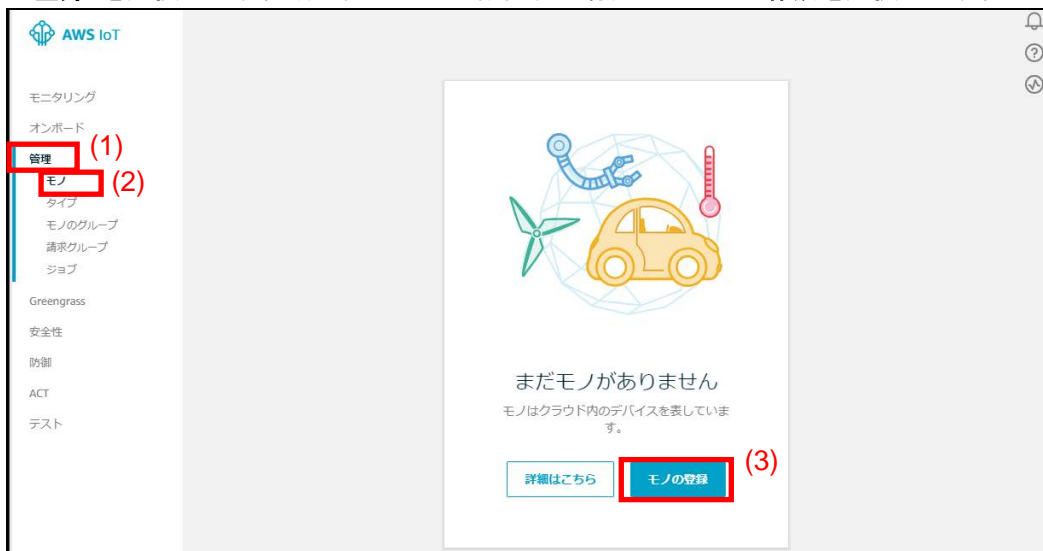 AWS IoT
モニタリング
オンボード
管理
(1)
モノ
(2)
タイプ
モノのグループ
請求グループ
ジョブ
Greengrass
安全性
防御
ACT
テスト
まだモノがありません
モノはクラウド内のデバイスを表していま
す。
詳細はこちら
モノの登録
(3)